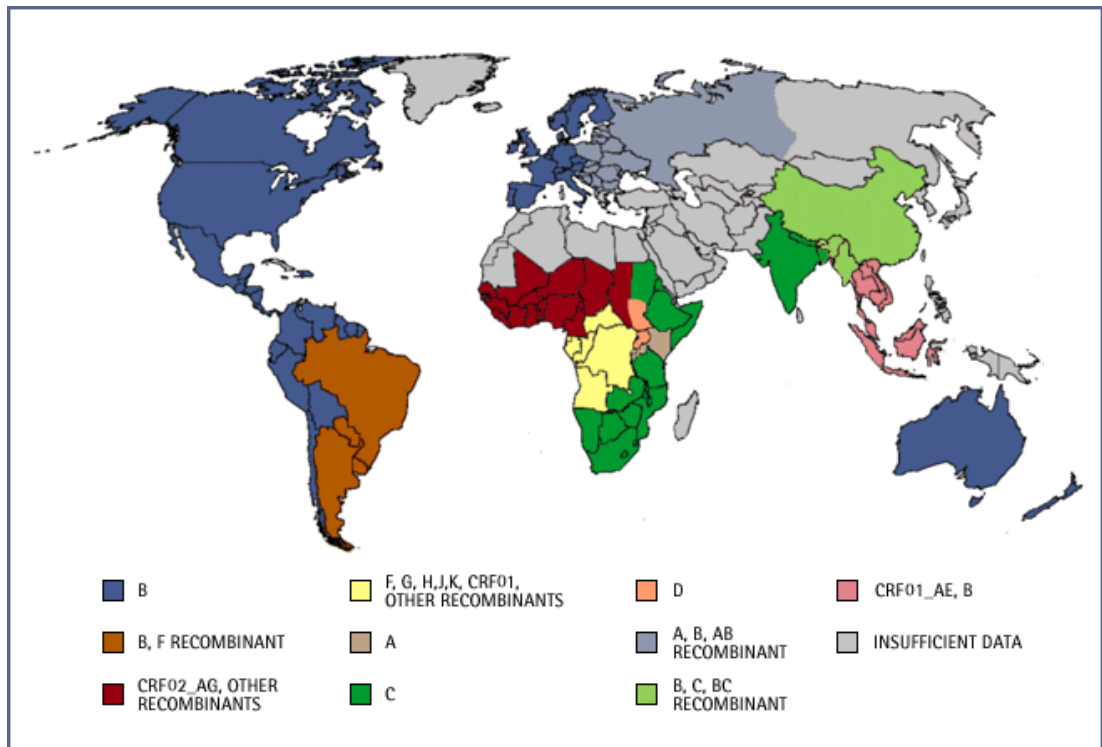 B
F, G, H,J,K, CRF01,
OTHER RECOMBINANTS
D
CRF01_AE, B
B, F RECOMBINANT
A
A, B, AB
RECOMBINANT
INSUFFICIENT DATA
CRF02_AG, OTHER
RECOMBINANTS
C
B, C, BC
RECOMBINANT